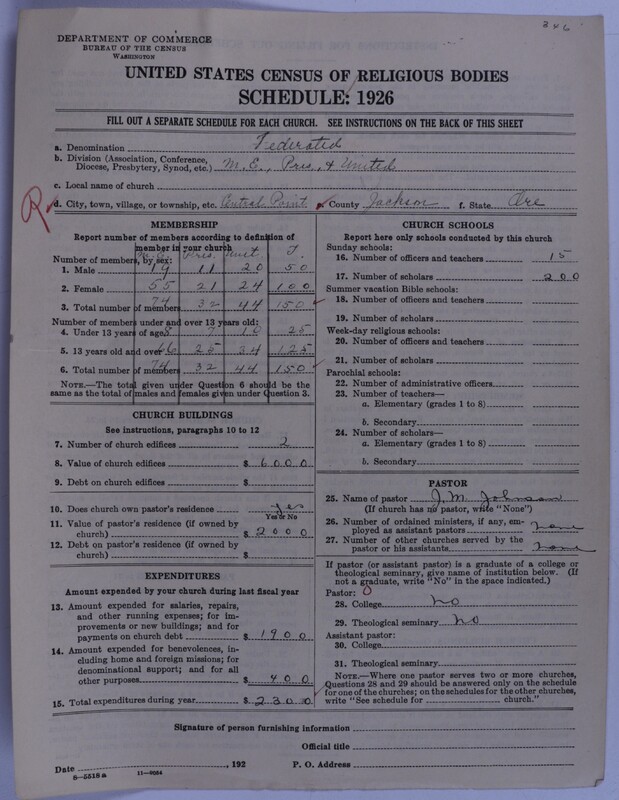 346
DEPARTMENT OF COMMERCE
BUREAU OF THE CENSUS
WASHINGTON
UNITED STATES CENSUS OF RELIGIOUS BODIES
SCHEDULE: 1926
FILL OUT A SEPARATE SCHEDULE FOR EACH CHURCH. SEE INSTRUCTIONS ON THE BACK OF THIS SHEET
a. Denomination Federated
b. Division (Association, Conference, Diocese, Presbytery, Synod, etc.) M.E., Pres., & United
c. Local name of church
R d. City, town, village, or township, etc. Central Point e. County Jackson f. State Ore
MEMBERSHIP
Report number of members according to definition of member in your church
M.E. Pres. Unit. T.
Number of members, by sex:
1. Male 19 11 20 50
2. Female 55 21 24 100
3. Total number of members 74 32 44 150
Number of members under and over 13 years old:
4. Under 13 years of age 8 7 10 25
5. 13 years old and over 66 25 34 125
6. Total number of members 74 32 44 150
NOTE.—The total given under Question 6 should be the same as the total of males and females given under Question 3.
CHURCH BUILDINGS
See instructions, paragraphs 10 to 12
7. Number of church edifices 2
8. Value of church edifices $ 6000
9. Debt on church edifices $
10. Does church own pastor's residence yes
Yes or No
11. Value of pastor's residence (if owned by church) $ 2000
12. Debt on pastor's residence (if owned by church) $
EXPENDITURES
Amount expended by your church during last fiscal year
13. Amount expended for salaries, repairs, and other running expenses; for improvements or new buildings; and for payments on church debt $ 1900
14. Amount expended for benevolences, including home and foreign missions; for denominational support; and for all other purposes $ 400
15. Total expenditures during year $ 2300
CHURCH SCHOOLS
Report here only schools conducted by this church
Sunday schools:
16. Number of officers and teachers 15
17. Number of scholars 200
Summer vacation Bible schools:
18. Number of officers and teachers
19. Number of scholars
Week-day religious schools:
20. Number of officers and teachers
21. Number of scholars
Parochial schools:
22. Number of administrative officers
23. Number of teachers—
a. Elementary (grades 1 to 8)
b. Secondary
24. Number of scholars—
a. Elementary (grades 1 to 8)
b. Secondary
PASTOR
25. Name of pastor J. M. Johnson
(If church has no pastor, write "None")
26. Number of ordained ministers, if any, employed as assistant pastors none
27. Number of other churches served by the pastor or his assistants none
If pastor (or assistant pastor) is a graduate of a college or theological seminary, give name of institution below. (If not a graduate, write "No" in the space indicated.)
Pastor: 0
28. College no
29. Theological seminary no
Assistant pastor:
30. College
31. Theological seminary
NOTE.—Where one pastor serves two or more churches, Questions 28 and 29 should be answered only on the schedule for one of the churches; on the schedules for the other churches, write "See schedule for church."
Signature of person furnishing information
Official title
Date , 192 P. O. Address
8—5518a 11—9054